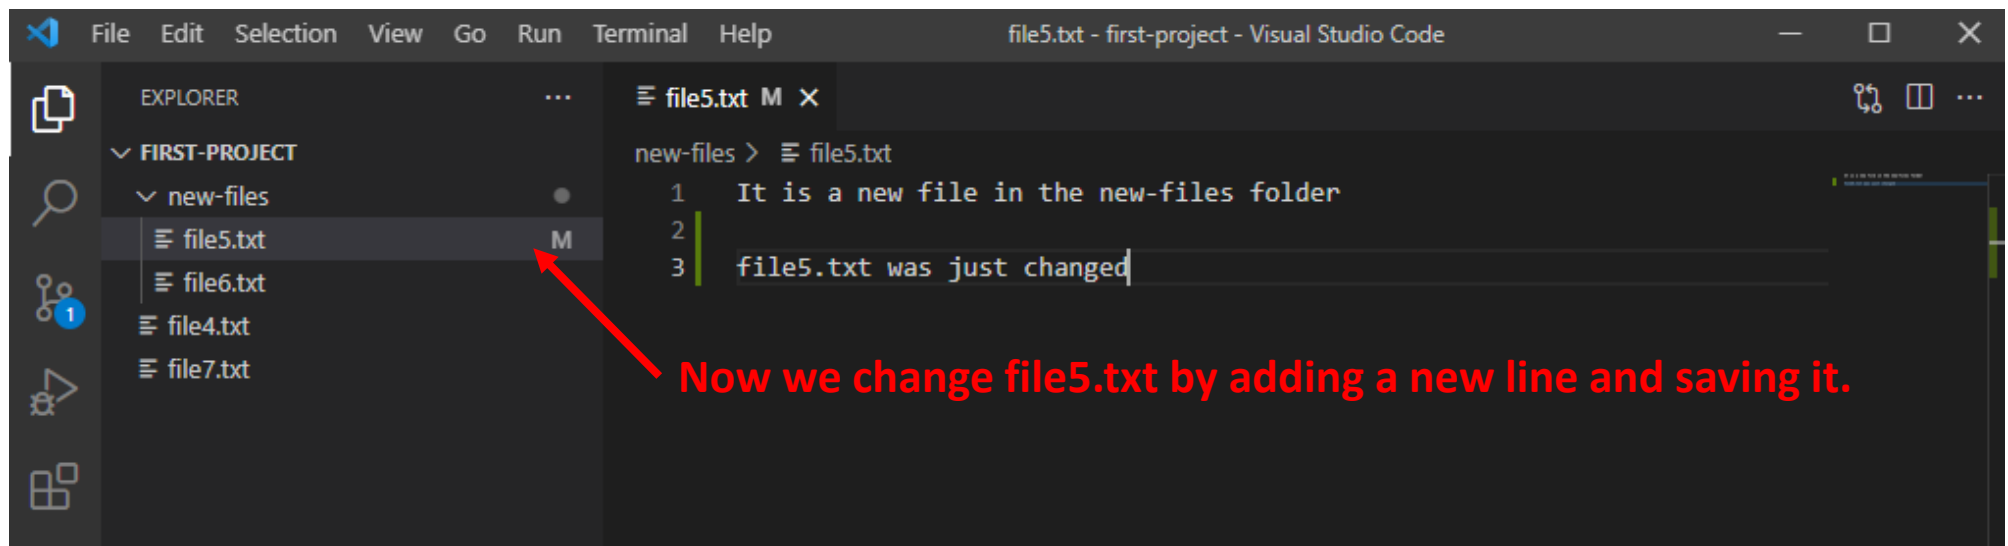 File Edit Selection View Go Run Terminal Help file5.txt - first-project - Visual Studio Code
EXPLORER
FIRST-PROJECT
new-files
file5.txt M
file6.txt
file4.txt
file7.txt
1
file5.txt M
new-files > file5.txt
1 It is a new file in the new-files folder
2
3 file5.txt was just changed
Now we change file5.txt by adding a new line and saving it.